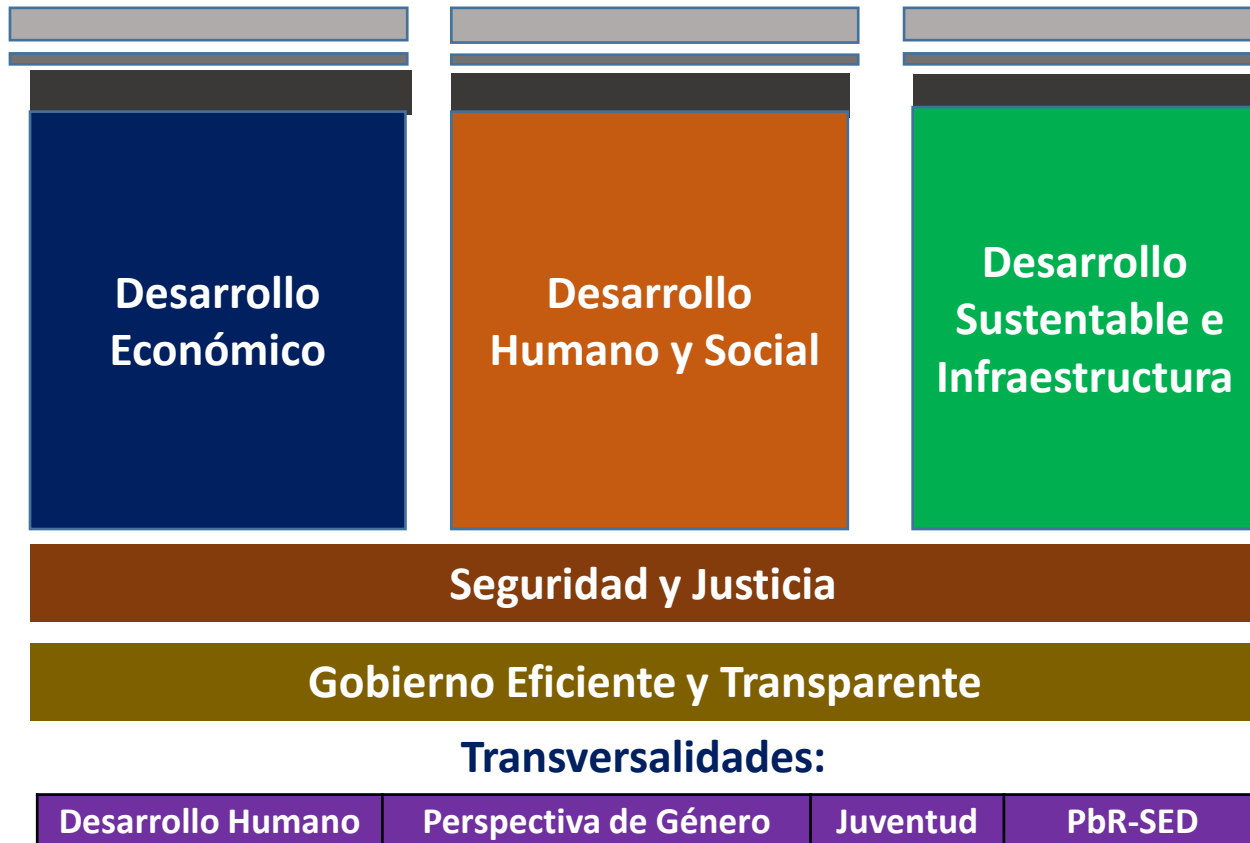 Desarrollo
Económico
Desarrollo
Humano y Social
Desarrollo
Sustentable e
Infraestructura
Seguridad y Justicia
Gobierno Eficiente y Transparente
Transversalidades:
Desarrollo Humano
Perspectiva de Género
Juventud
PbR-SED